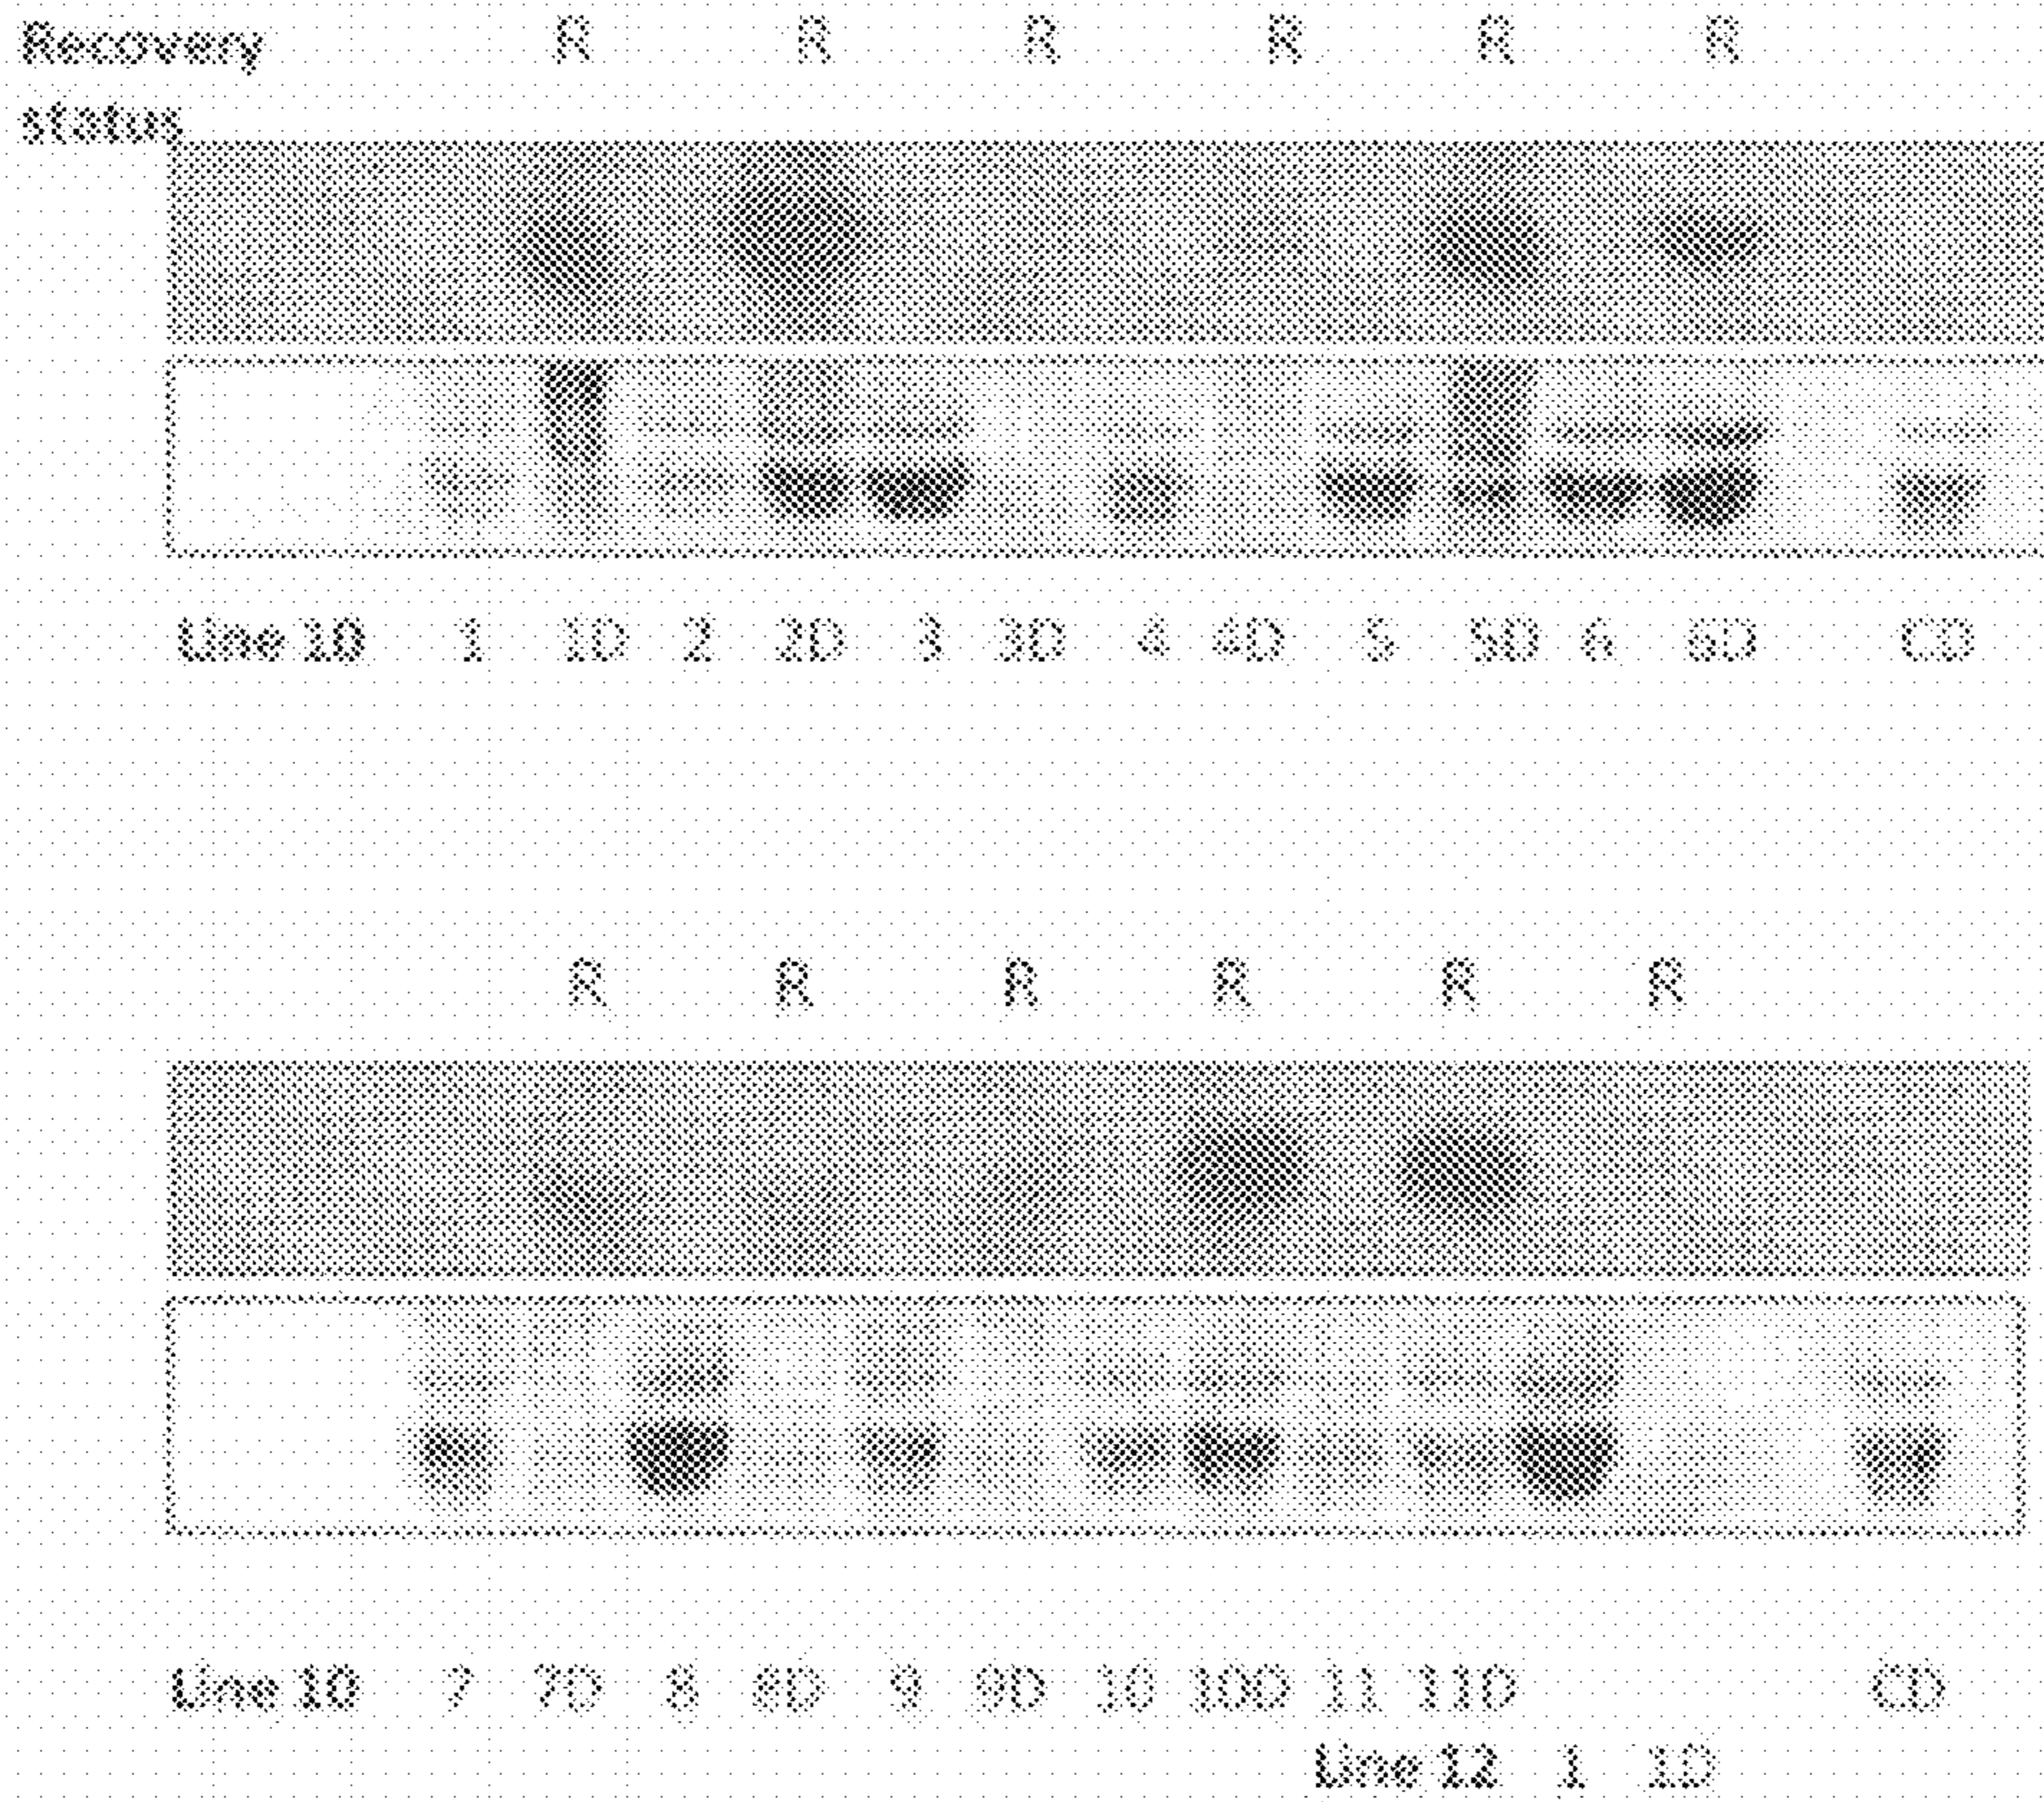 Recovery R R R R R R
status
Line 10 1 1D 2 2D 3 3D 4 4D 5 5D 6 6D CD
R R R R R R
Line 10 7 7D 8 8D 9 9D 10 10D 11 11D CD
Line 12 1 1D